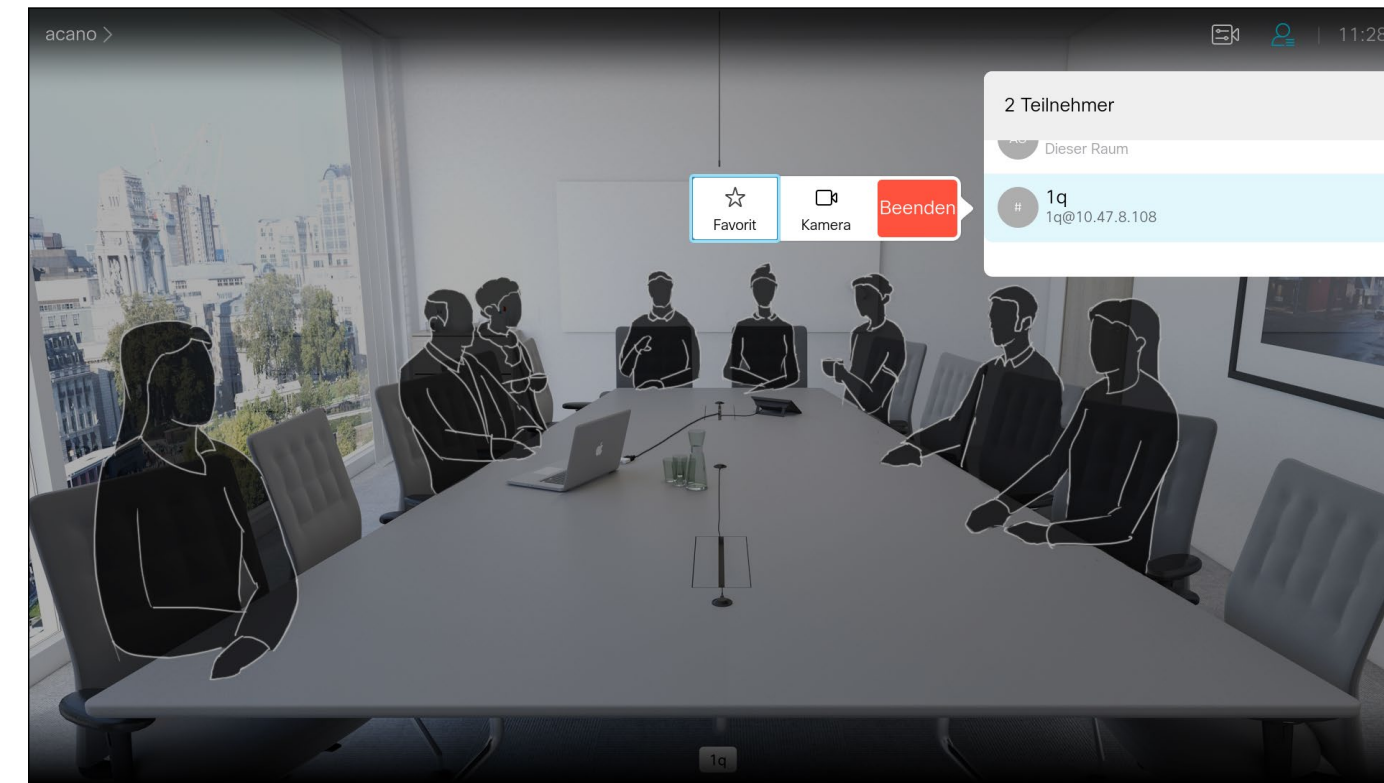 acano >
11:28
2 Teilnehmer
Dieser Raum
#
1q
1q@10.47.8.108
Favorit
Kamera
Beenden
1q